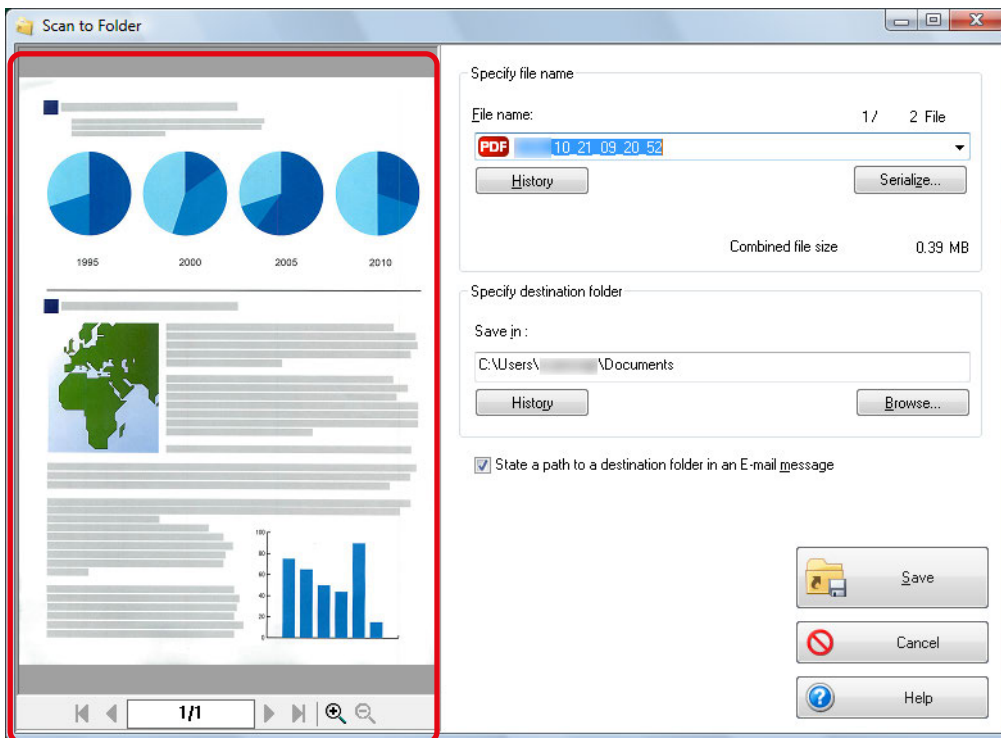 Scan to Folder
1995 2000 2005 2010
100
80
60
40
20
0
1/1
Specify file name
File name: 1/ 2 File
PDF 10_21_09_20_52
History Serialize...
Combined file size 0.39 MB
Specify destination folder
Save in :
C:\Users\ \Documents
History Browse...
State a path to a destination folder in an E-mail message
Save
Cancel
Help